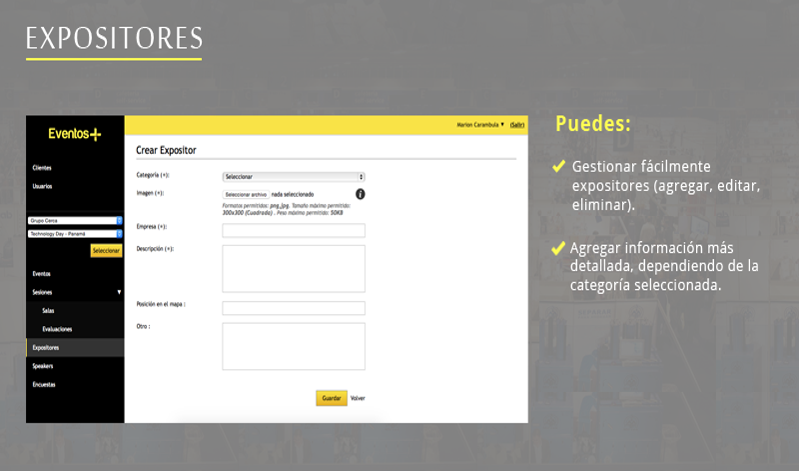 EXPOSITORES
Eventos+
Marion Carambula ▼ (Salir)
Clientes
Usuarios
Grupo Cerca
Technology Day - Panamá
Seleccionar
Eventos
Sesiones ▼
Salas
Evaluaciones
Expositores
Speakers
Encuestas
Crear Expositor
Categoría (*):
Seleccionar
Imagen (*):
Seleccionar archivo nada seleccionado
Formatos permitidos: png,jpg. Tamaño máximo permitido:
300x300 (Cuadrada) . Peso máximo permitido: 50KB
Empresa (*):
Descripción (*):
Posición en el mapa :
Otro :
Guardar Volver
Puedes:
Gestionar fácilmente
expositores (agregar, editar,
eliminar).
Agregar información más
detallada, dependiendo de la
categoría seleccionada.